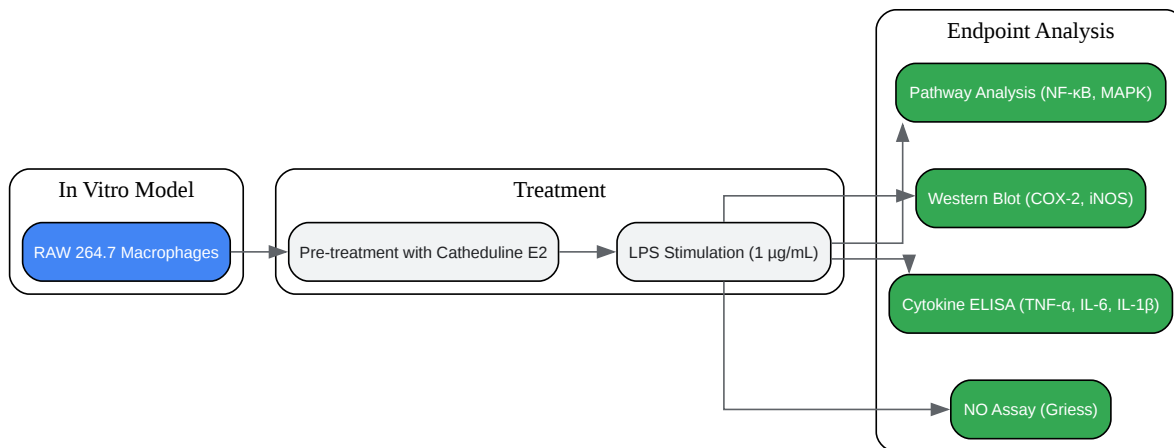 In Vitro Model
RAW 264.7 Macrophages
Treatment
Pre-treatment with Catheduline E2
LPS Stimulation (1 µg/mL)
Endpoint Analysis
Pathway Analysis (NF-κB, MAPK)
Western Blot (COX-2, iNOS)
Cytokine ELISA (TNF-α, IL-6, IL-1β)
NO Assay (Griess)